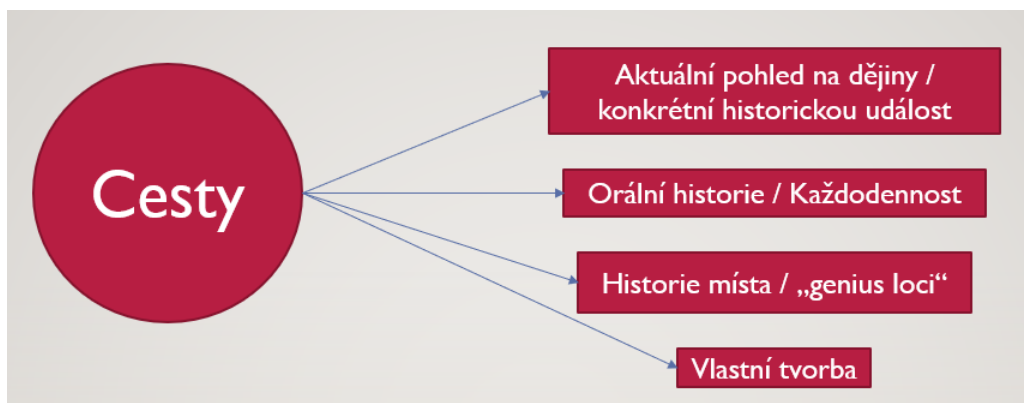 Cesty
Aktuální pohled na dějiny /
konkrétní historickou událost
Orální historie / Každodennost
Historie místa / „genius loci“
Vlastní tvorba